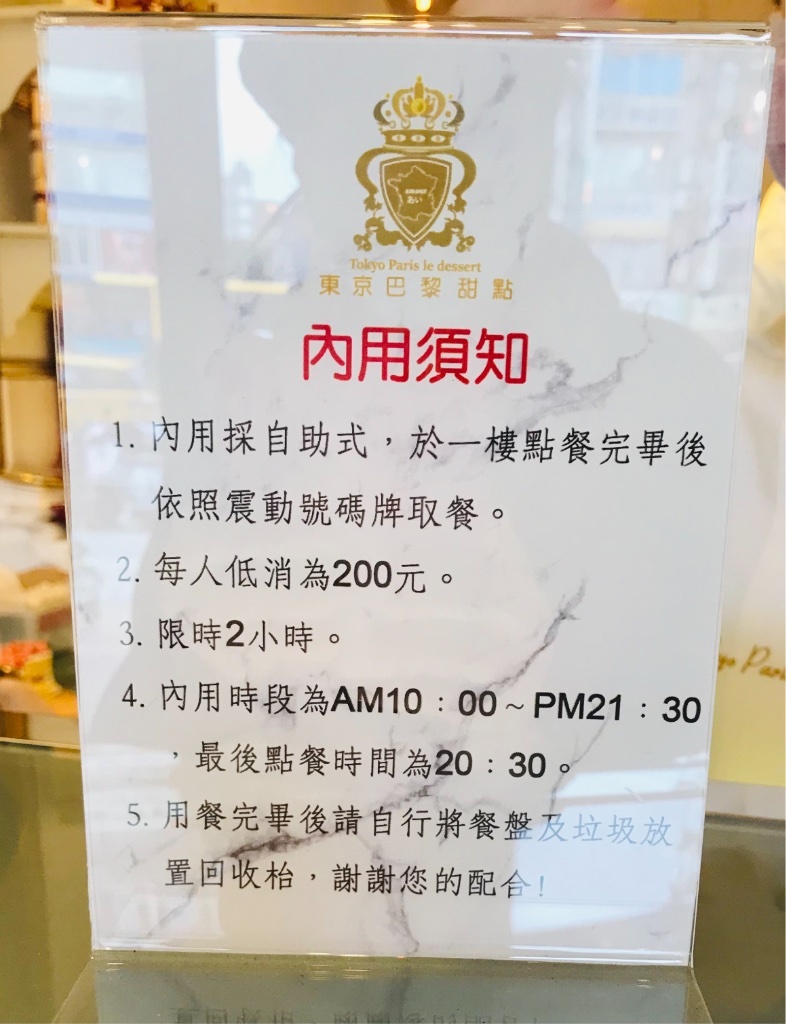 あい
Tokyo Paris le dessert
東京巴黎甜點
內用須知
1. 內用採自助式，於一樓點餐完畢後
依照震動號碼牌取餐。
2. 每人低消為200元。
3. 限時2小時。
4. 內用時段為AM10：00~PM21：30
，最後點餐時間為20：30。
5. 用餐完畢後請自行將餐盤及垃圾放
置回收枱，謝謝您的配合!